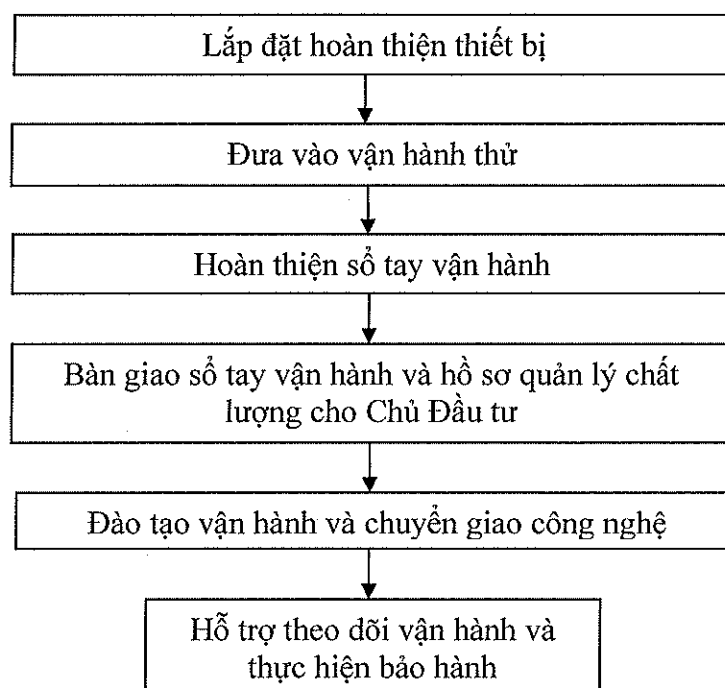 Lắp đặt hoàn thiện thiết bị
Đưa vào vận hành thử
Hoàn thiện sổ tay vận hành
Bàn giao sổ tay vận hành và hồ sơ quản lý chất
lượng cho Chủ Đầu tư
Đào tạo vận hành và chuyển giao công nghệ
Hỗ trợ theo dõi vận hành và
thực hiện bảo hành